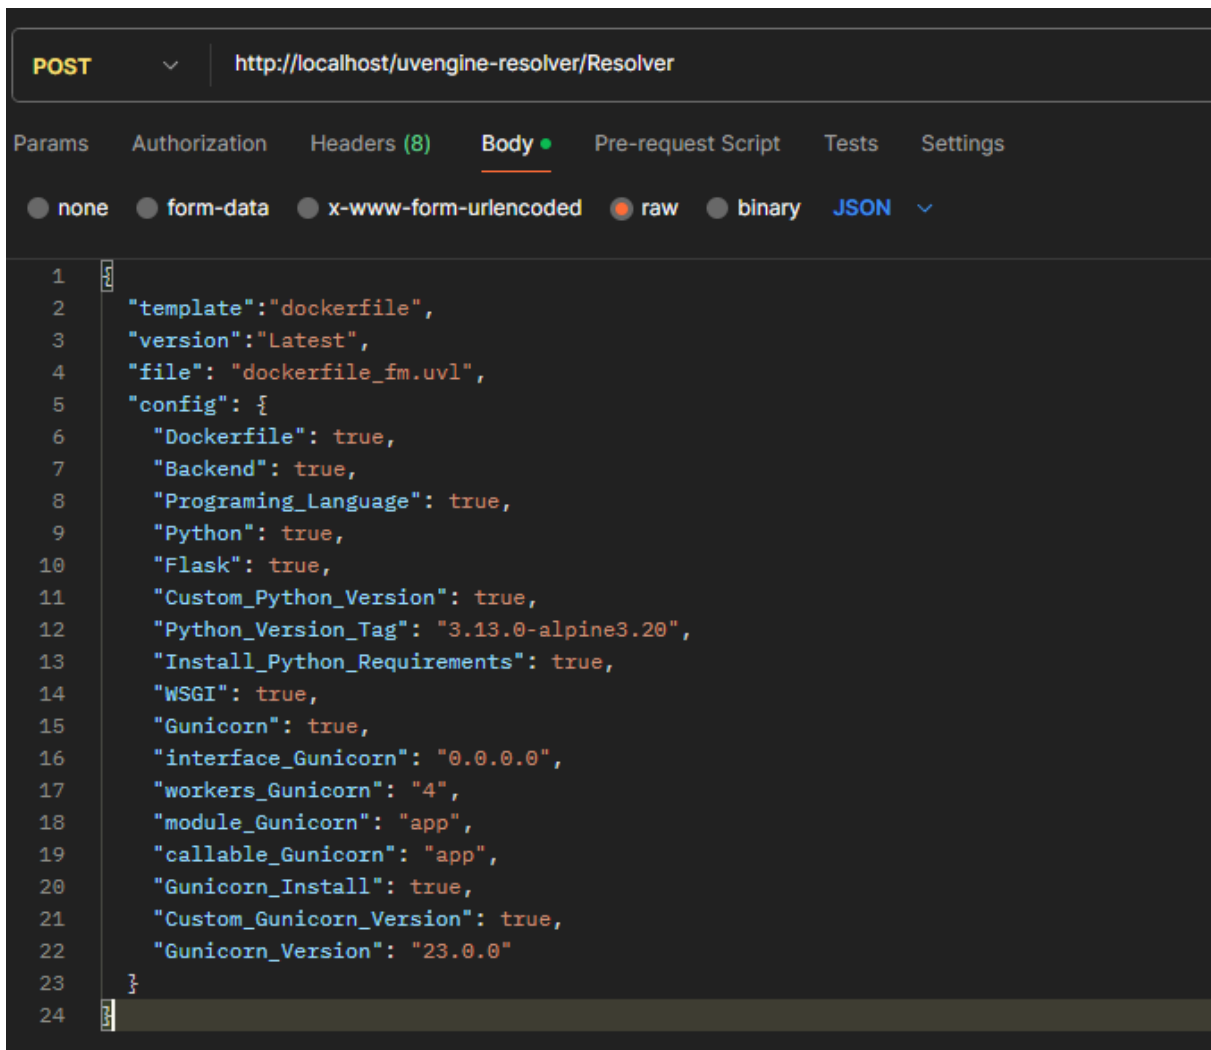 POST http://localhost/uvengine-resolver/Resolver
Params Authorization Headers (8) Body Pre-request Script Tests Settings
none form-data x-www-form-urlencoded raw binary JSON
1 {
2 "template":"dockerfile",
3 "version":"Latest",
4 "file": "dockerfile_fm.uvl",
5 "config": {
6 "Dockerfile": true,
7 "Backend": true,
8 "Programing_Language": true,
9 "Python": true,
10 "Flask": true,
11 "Custom_Python_Version": true,
12 "Python_Version_Tag": "3.13.0-alpine3.20",
13 "Install_Python_Requirements": true,
14 "WSGI": true,
15 "Gunicorn": true,
16 "interface_Gunicorn": "0.0.0.0",
17 "workers_Gunicorn": "4",
18 "module_Gunicorn": "app",
19 "callable_Gunicorn": "app",
20 "Gunicorn_Install": true,
21 "Custom_Gunicorn_Version": true,
22 "Gunicorn_Version": "23.0.0"
23 }
24 }